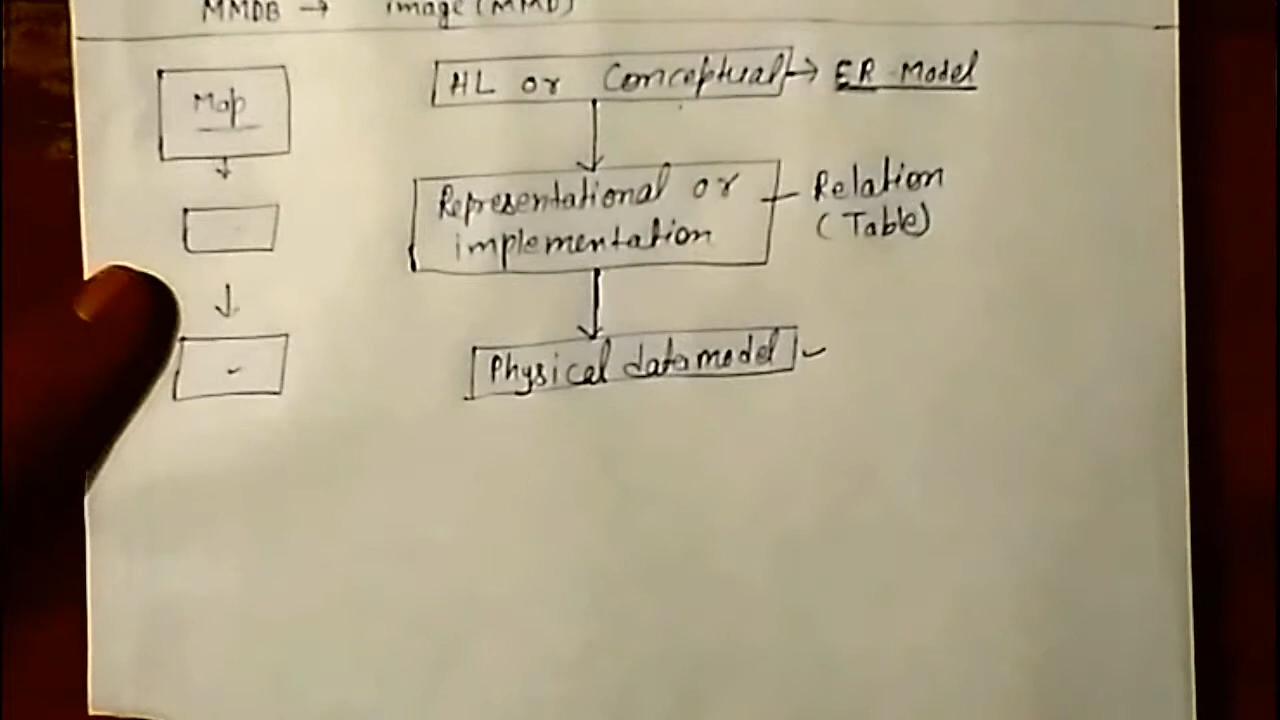 MMDB → image (MMD)
Map
HL or Conceptual → ER Model
Representational or
implementation
Relation
(Table)
Physical data model